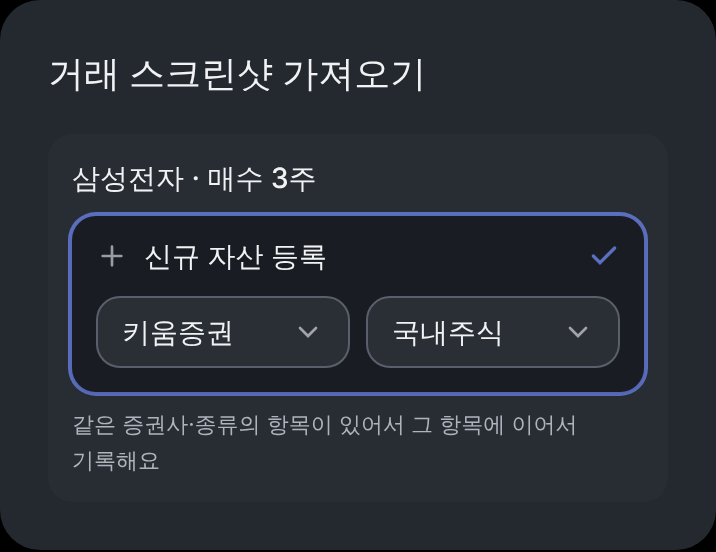 거래 스크린샷 가져오기
삼성전자 · 매수 3주
신규 자산 등록
키움증권 국내주식
같은 증권사·종류의 항목이 있어서 그 항목에 이어서
기록해요